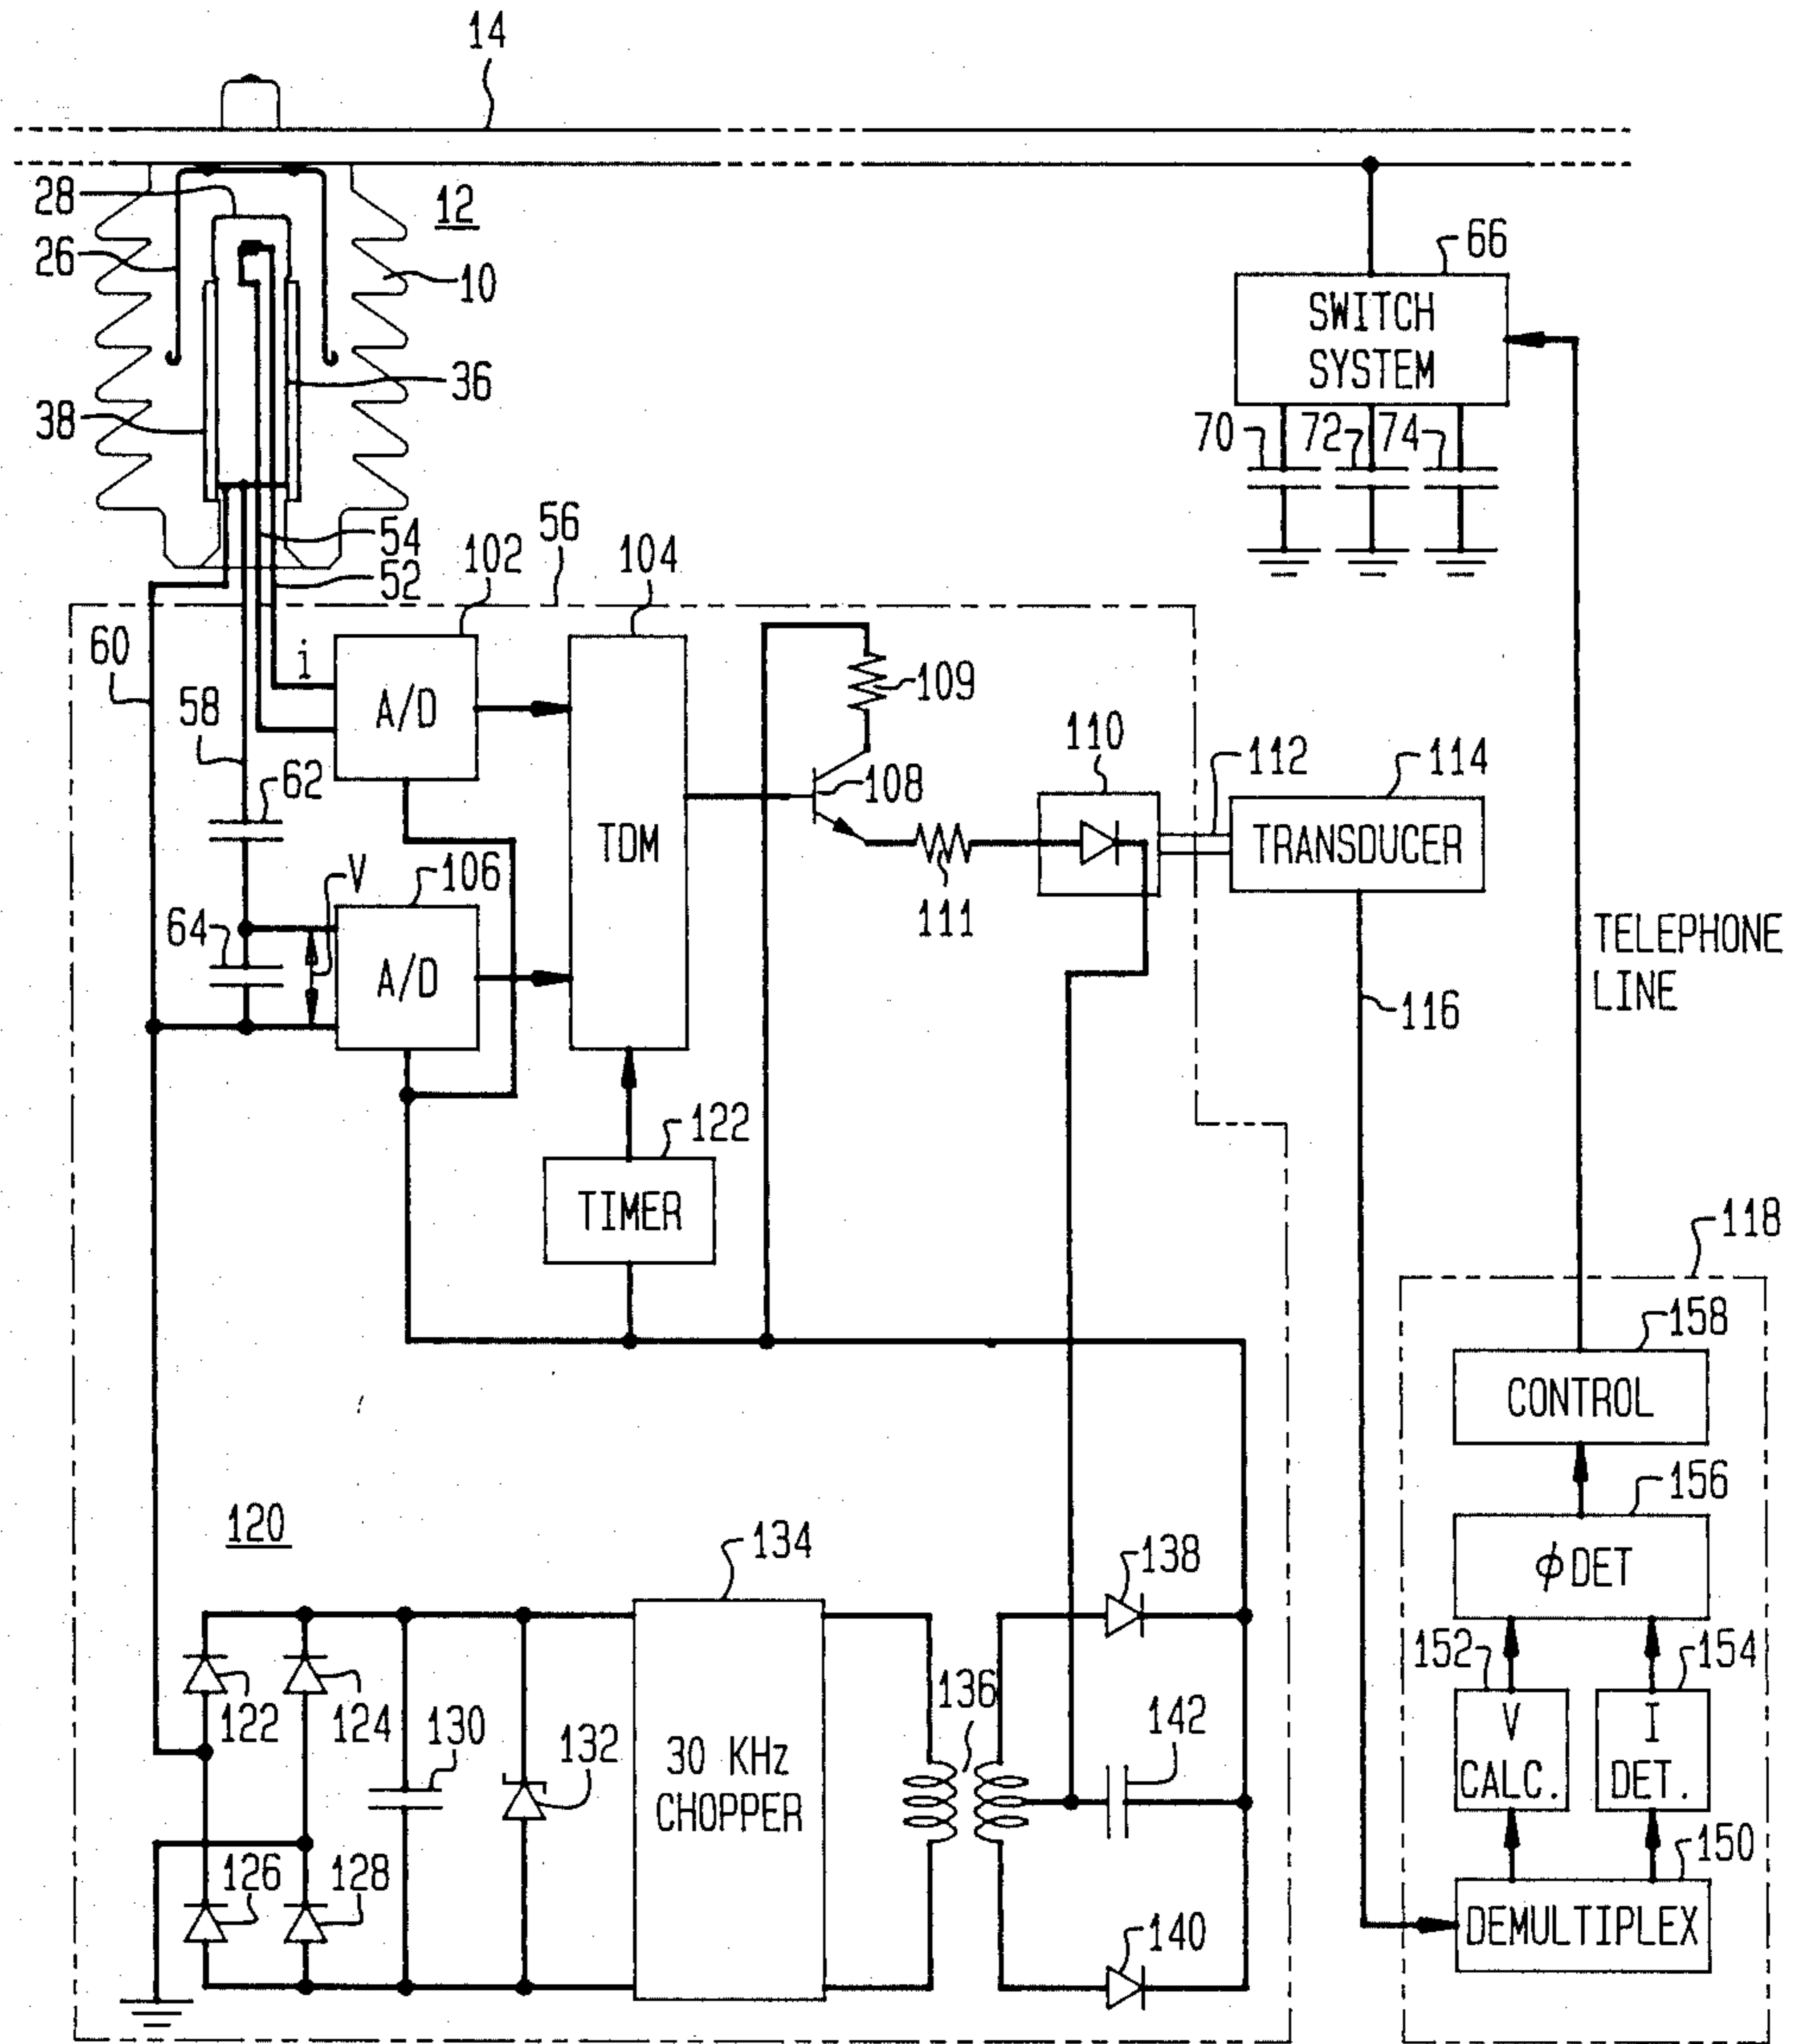 14
28
12
66
26
10
SWITCH
SYSTEM
36
38
70
72
74
54
56
102
104
52
60
i
A/D
109
58
110
112
114
62
108
TDM
TRANSDUCER
V
106
111
64
TELEPHONE
LINE
A/D
116
122
TIMER
118
158
CONTROL
120
134
138
156
φ DET
152
154
136
122
124
130
132
142
30 KHz
CHOPPER
V
CALC.
I
DET.
126
128
150
140
DEMULTIPLEX